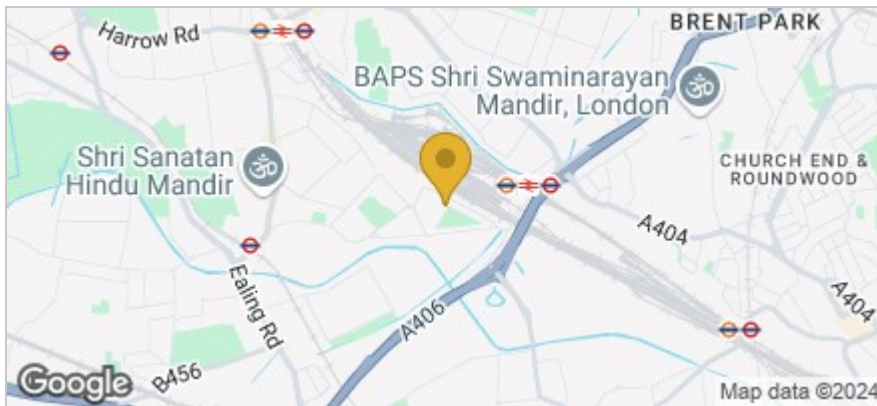 Harrow Rd
BRENT PARK
BAPS Shri Swaminarayan
Mandir, London
Shri Sanatan
Hindu Mandir
CHURCH END &
ROUNDWOOD
A404
Ealing Rd
A406
A404
B456
Google
Map data ©2024